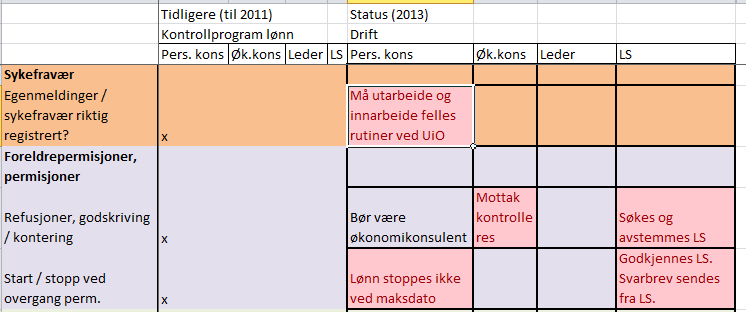 Tidligere (til 2011) Status (2013)
Kontrollprogram lønn Drift
Pers. kons Øk.kons Leder LS Pers. kons Øk.kons Leder LS
Sykefravær
Egenmeldinger /
sykefravær riktig
registrert? x
Må utarbeide og
innarbeide felles
rutiner ved UiO
Foreldrepermisjoner,
permisjoner
Refusjoner, godskriving
/ kontering x
Bør være
økonomikonsulent
Mottak
kontrolle
res
Søkes og
avstemmes LS
Start / stopp ved
overgang perm. x
Lønn stoppes ikke
ved maksdato
Godkjennes LS.
Svarbrev sendes
fra LS.